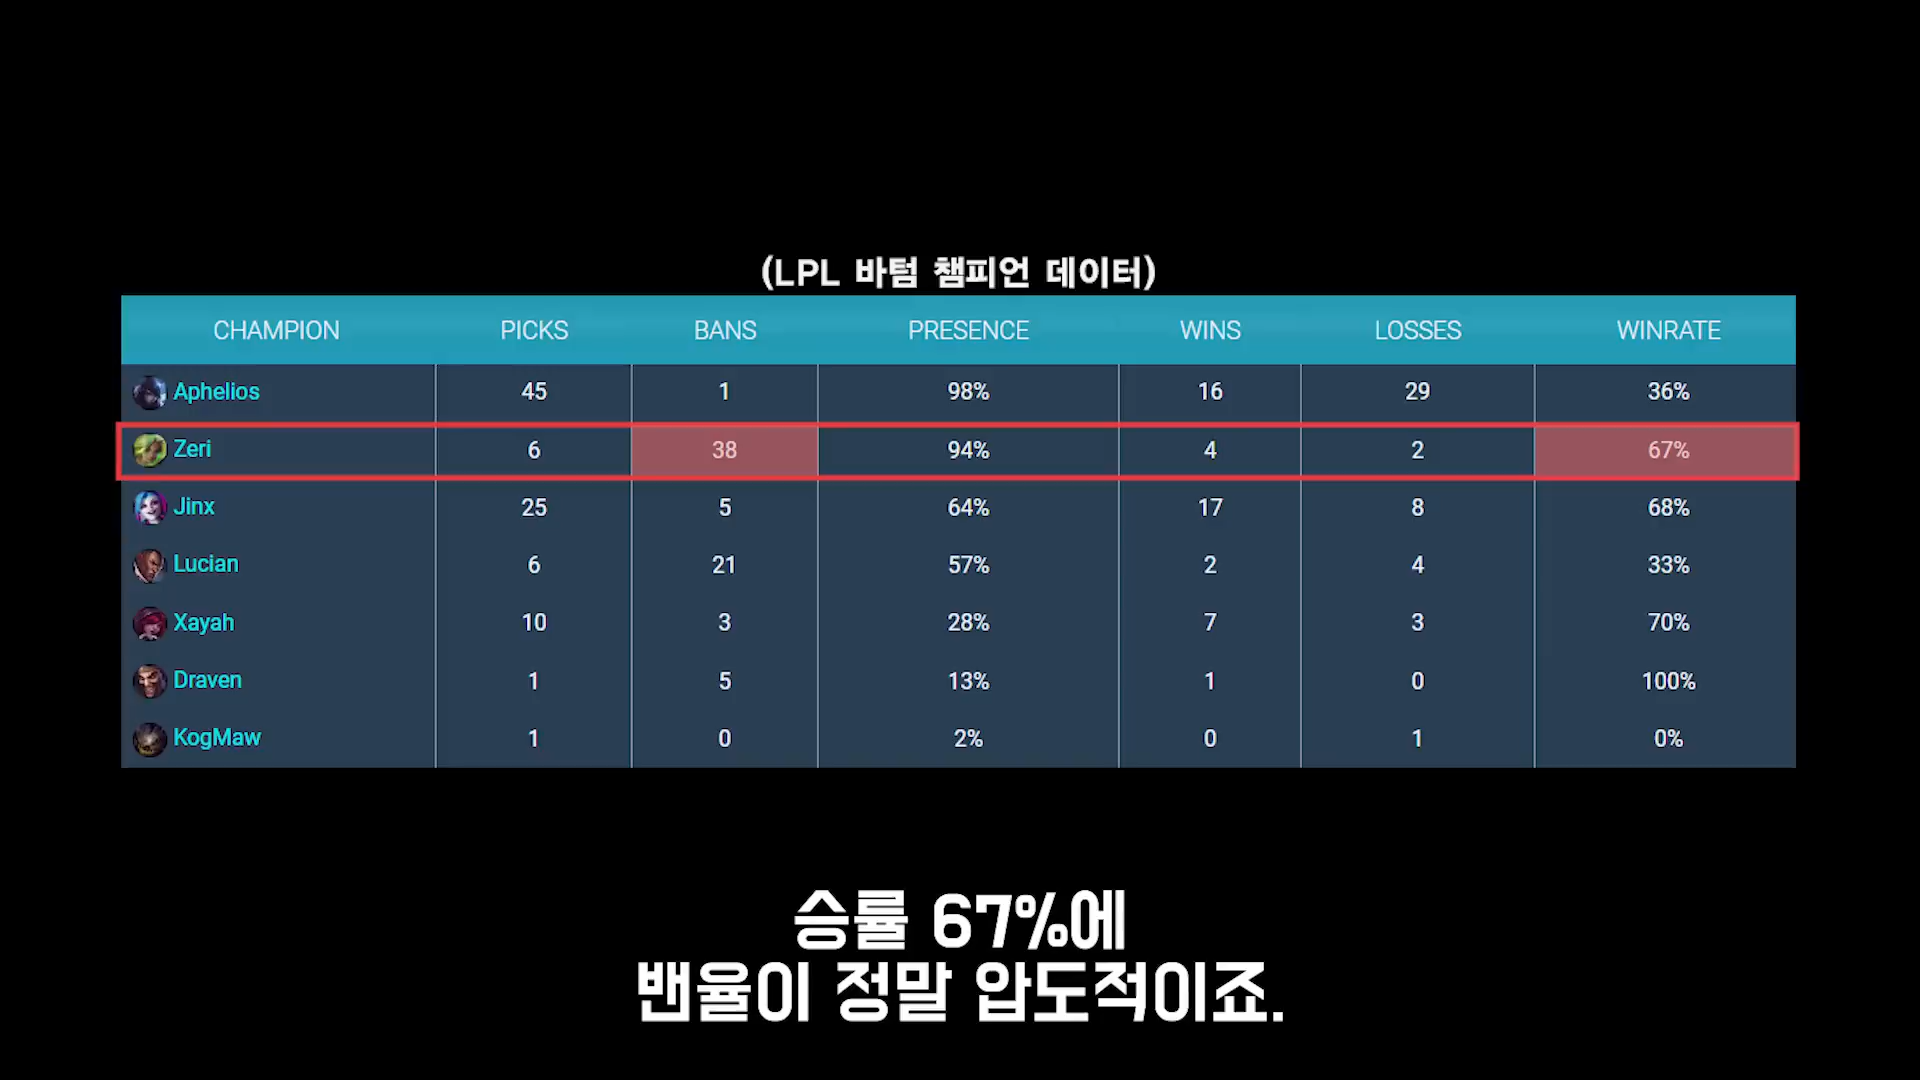 (LPL 바텀 챔피언 데이터)
CHAMPION PICKS BANS PRESENCE WINS LOSSES WINRATE
Aphelios 45 1 98% 16 29 36%
Zeri 6 38 94% 4 2 67%
Jinx 25 5 64% 17 8 68%
Lucian 6 21 57% 2 4 33%
Xayah 10 3 28% 7 3 70%
Draven 1 5 13% 1 0 100%
KogMaw 1 0 2% 0 1 0%
승률 67%에
밴율이 정말 압도적이죠.